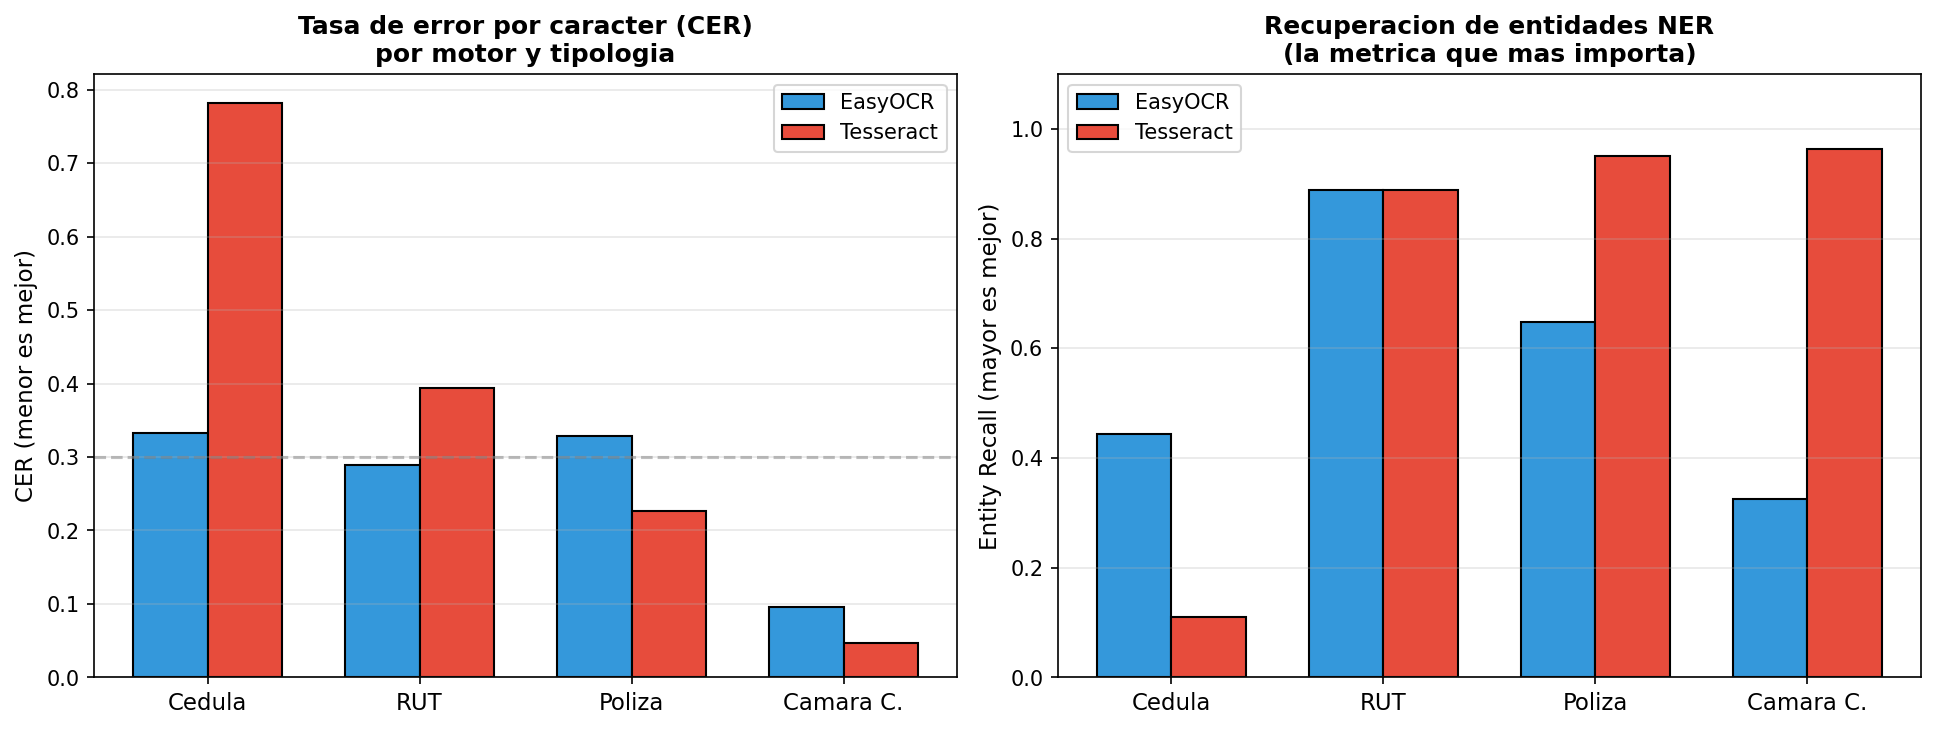 Tasa de error por caracter (CER)
por motor y tipologia
CER (menor es mejor)
0.8
0.7
0.6
0.5
0.4
0.3
0.2
0.1
0.0
EasyOCR
Tesseract
Cedula
RUT
Poliza
Camara C.
Recuperacion de entidades NER
(la metrica que mas importa)
Entity Recall (mayor es mejor)
1.0
0.8
0.6
0.4
0.2
0.0
EasyOCR
Tesseract
Cedula
RUT
Poliza
Camara C.